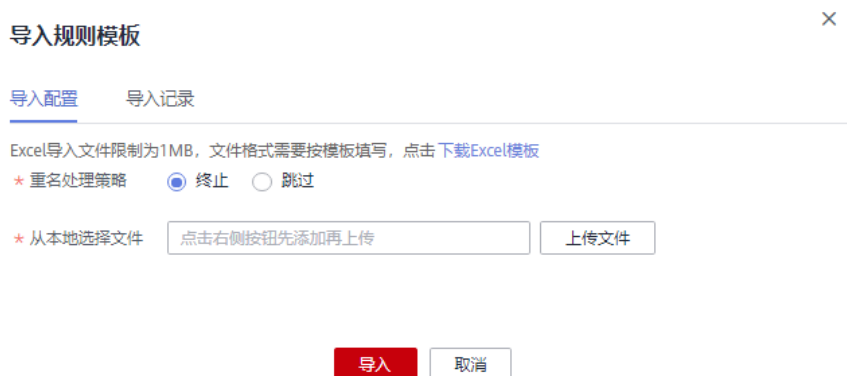 导入规则模板
导入配置 导入记录
Excel导入文件限制为1MB，文件格式需要按模板填写，点击 下载Excel模板
* 重名处理策略 终止 跳过
* 从本地选择文件 点击右侧按钮先添加再上传 上传文件
导入 取消